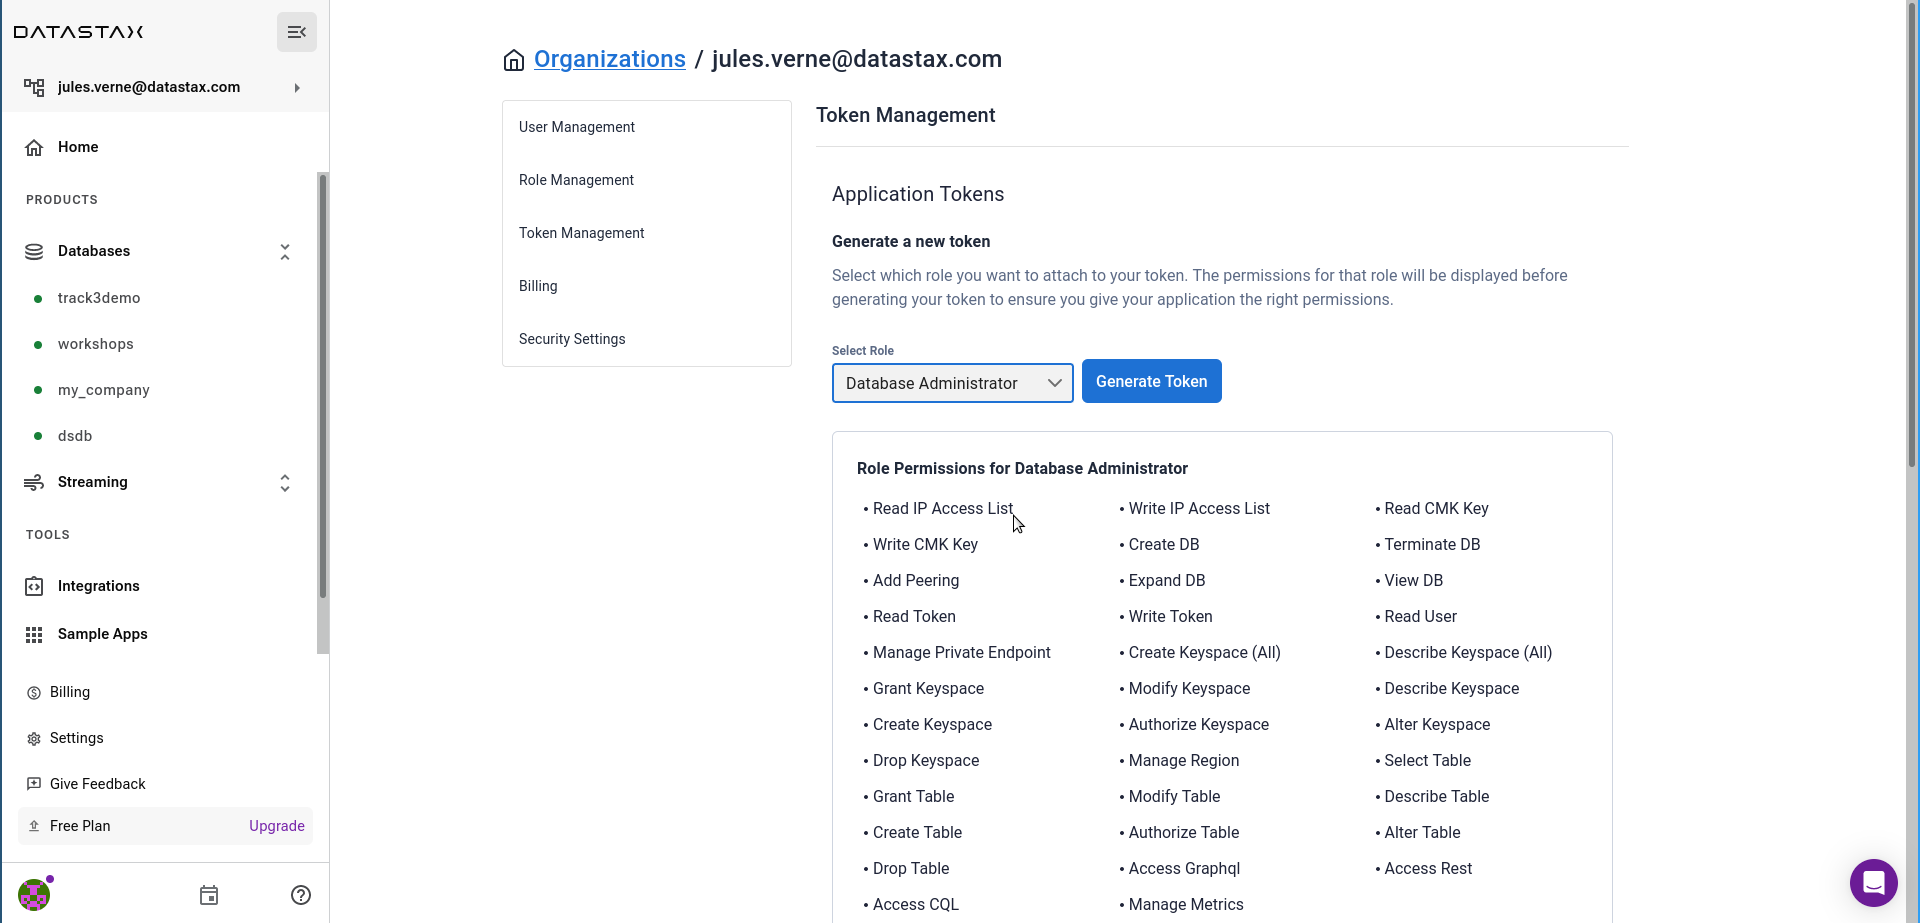 DATASTAX
jules.verne@datastax.com
Home
PRODUCTS
Databases
track3demo
workshops
my_company
dsdb
Streaming
TOOLS
Integrations
Sample Apps
Billing
Settings
Give Feedback
Free Plan Upgrade
Organizations / jules.verne@datastax.com
User Management
Role Management
Token Management
Billing
Security Settings
Token Management
Application Tokens
Generate a new token
Select which role you want to attach to your token. The permissions for that role will be displayed before
generating your token to ensure you give your application the right permissions.
Select Role
Database Administrator Generate Token
Role Permissions for Database Administrator
• Read IP Access List • Write IP Access List • Read CMK Key
• Write CMK Key • Create DB • Terminate DB
• Add Peering • Expand DB • View DB
• Read Token • Write Token • Read User
• Manage Private Endpoint • Create Keyspace (All) • Describe Keyspace (All)
• Grant Keyspace • Modify Keyspace • Describe Keyspace
• Create Keyspace • Authorize Keyspace • Alter Keyspace
• Drop Keyspace • Manage Region • Select Table
• Grant Table • Modify Table • Describe Table
• Create Table • Authorize Table • Alter Table
• Drop Table • Access Graphql • Access Rest
• Access CQL • Manage Metrics